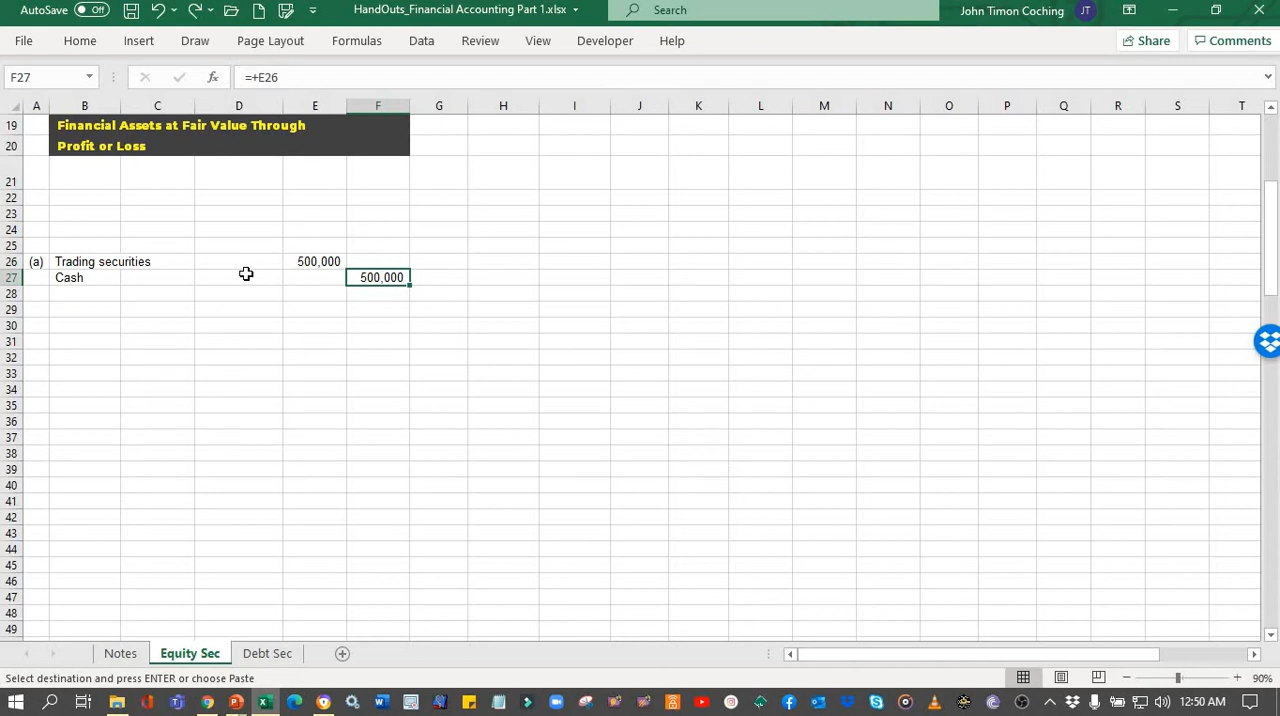 AutoSave Off HandOuts_Financial Accounting Part 1.xlsx Search John Timon Coching JT
File Home Insert Draw Page Layout Formulas Data Review View Developer Help Share Comments
F27 fx =+E26
A B C D E F G H I J K L M N O P Q R S T
19 Financial Assets at Fair Value Through
20 Profit or Loss
21
22
23
24
25
26 (a) Trading securities 500,000
27 Cash 500,000
28
29
30
31
32
33
34
35
36
37
38
39
40
41
42
43
44
45
46
47
48
49
Notes Equity Sec Debt Sec
Select destination and press ENTER or choose Paste 90%
12:50 AM